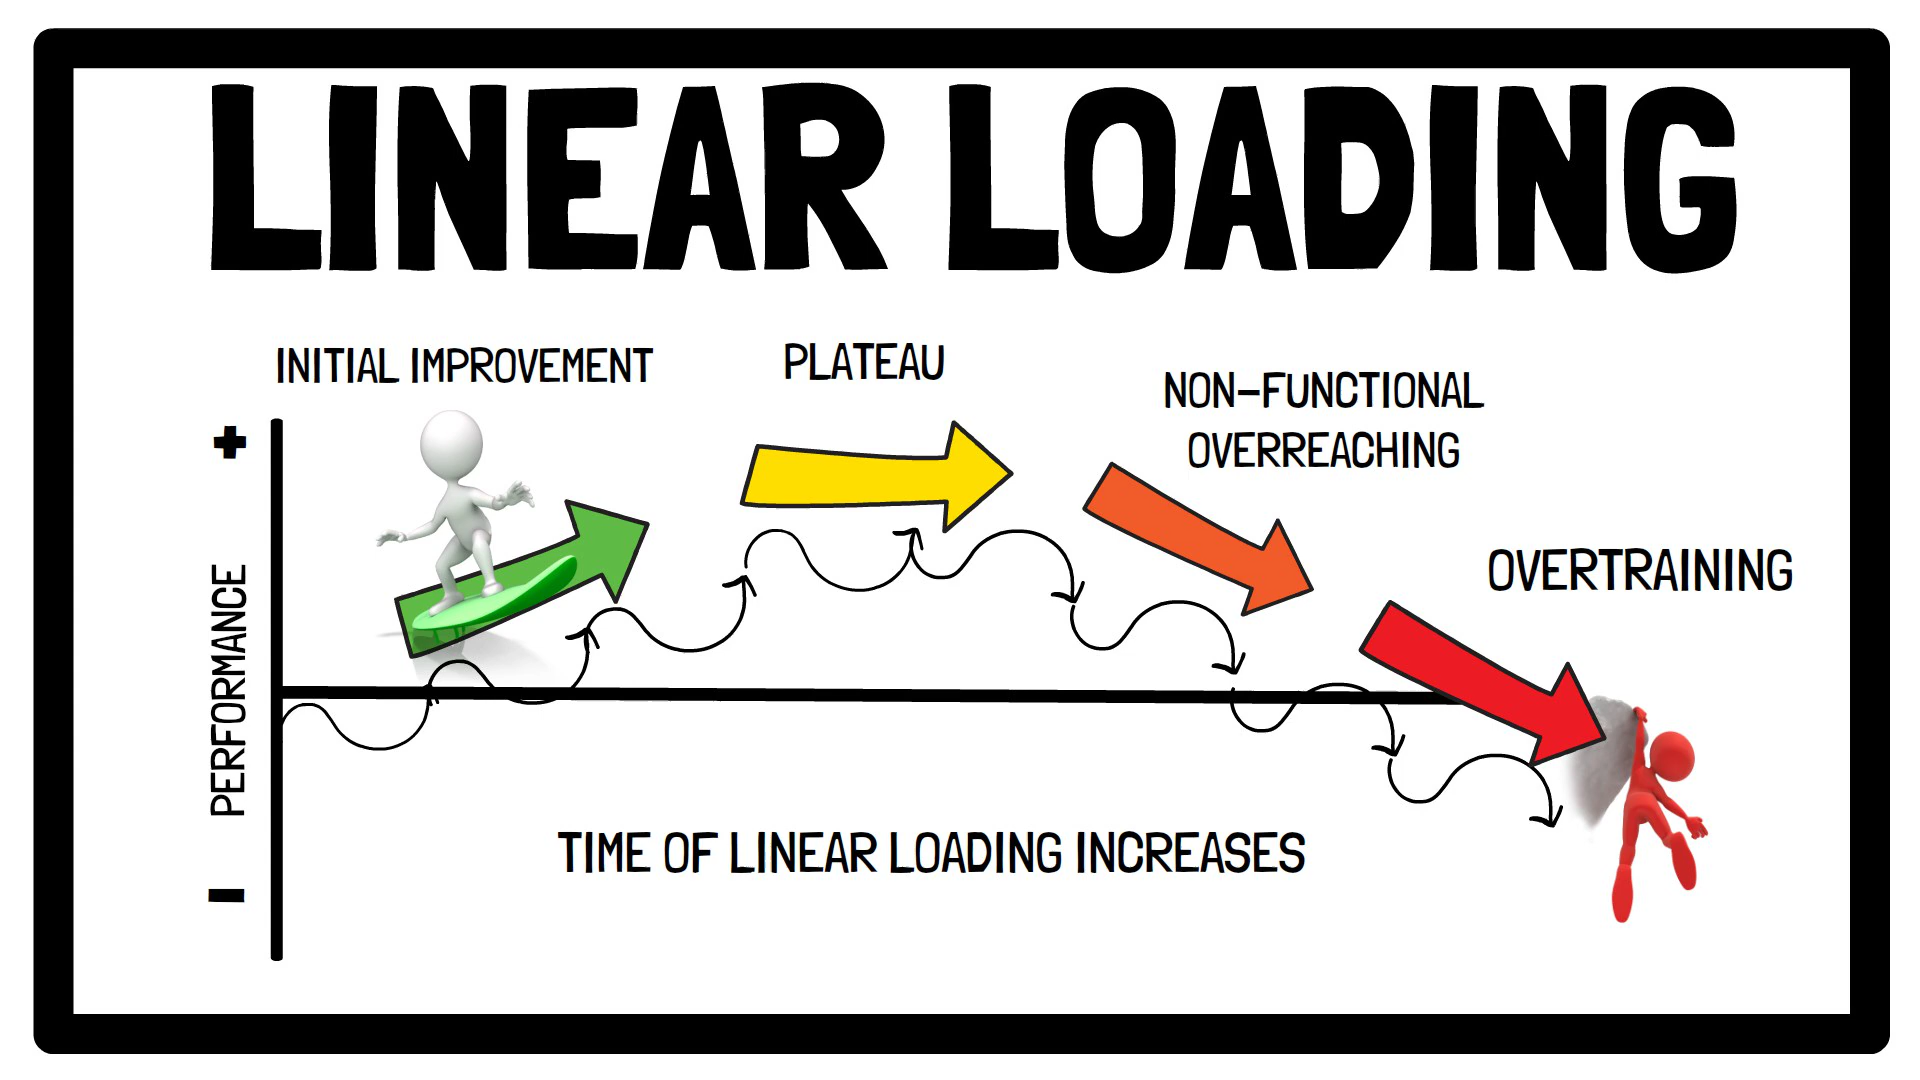 LINEAR LOADING
INITIAL IMPROVEMENT
PLATEAU
NON-FUNCTIONAL
OVERREACHING
OVERTRAINING
+
PERFORMANCE
-
TIME OF LINEAR LOADING INCREASES